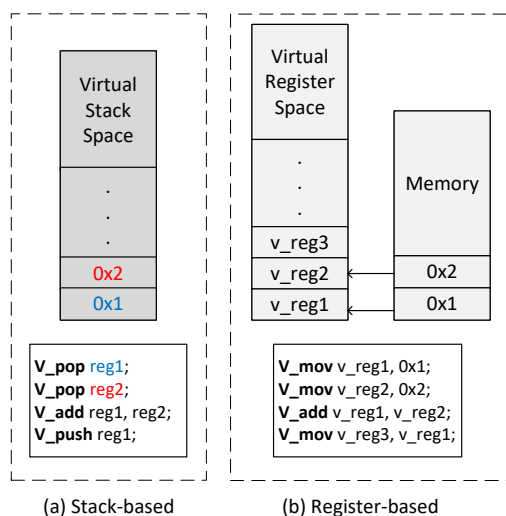 Virtual
Stack
Space
.
.
.
0x2
0x1
V_pop reg1;
V_pop reg2;
V_add reg1, reg2;
V_push reg1;
(a) Stack-based
Virtual
Register
Space
.
.
.
v_reg3
v_reg2
v_reg1
Memory
0x2
0x1
V_mov v_reg1, 0x1;
V_mov v_reg2, 0x2;
V_add v_reg1, v_reg2;
V_mov v_reg3, v_reg1;
(b) Register-based